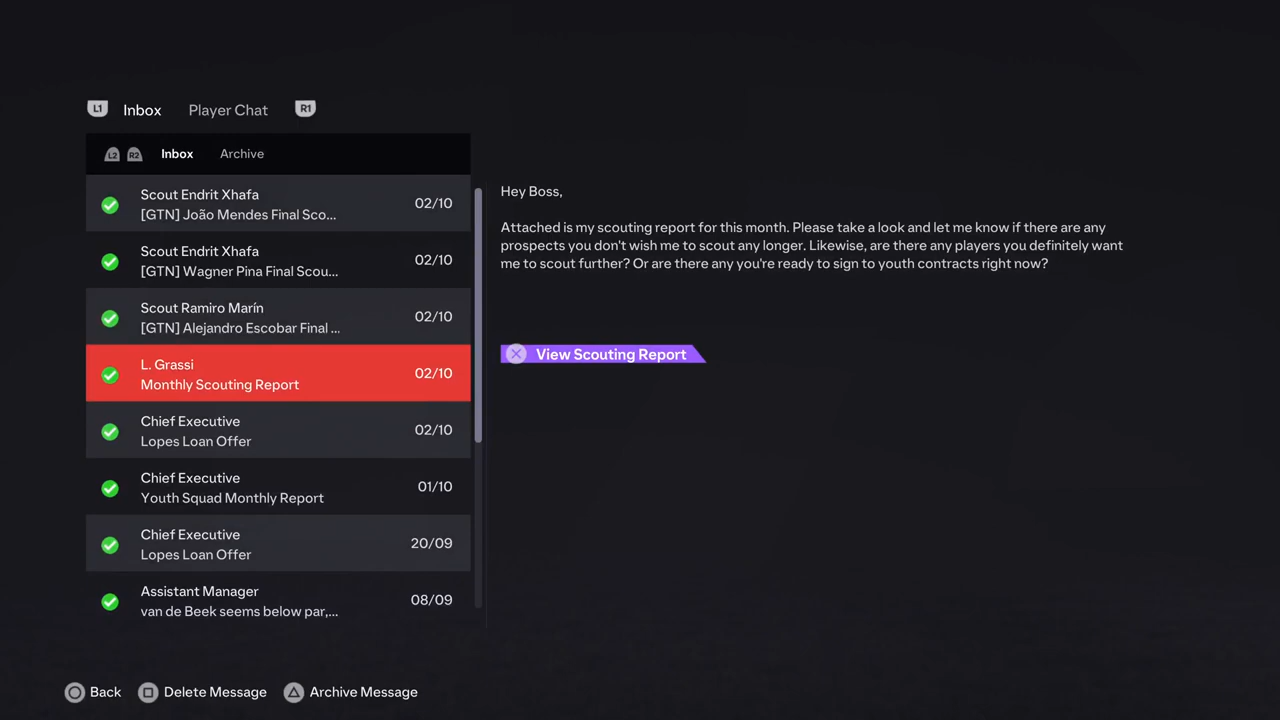 L1 Inbox Player Chat R1
L2 R2 Inbox Archive
Scout Endrit Xhafa
[GTN] João Mendes Final Sco...
02/10
Scout Endrit Xhafa
[GTN] Wagner Pina Final Scou...
02/10
Scout Ramiro Marín
[GTN] Alejandro Escobar Final ...
02/10
L. Grassi
Monthly Scouting Report
02/10
Chief Executive
Lopes Loan Offer
02/10
Chief Executive
Youth Squad Monthly Report
01/10
Chief Executive
Lopes Loan Offer
20/09
Assistant Manager
van de Beek seems below par,...
08/09
Hey Boss,
Attached is my scouting report for this month. Please take a look and let me know if there are any
prospects you don't wish me to scout any longer. Likewise, are there any players you definitely want
me to scout further? Or are there any you're ready to sign to youth contracts right now?
View Scouting Report
Back Delete Message Archive Message